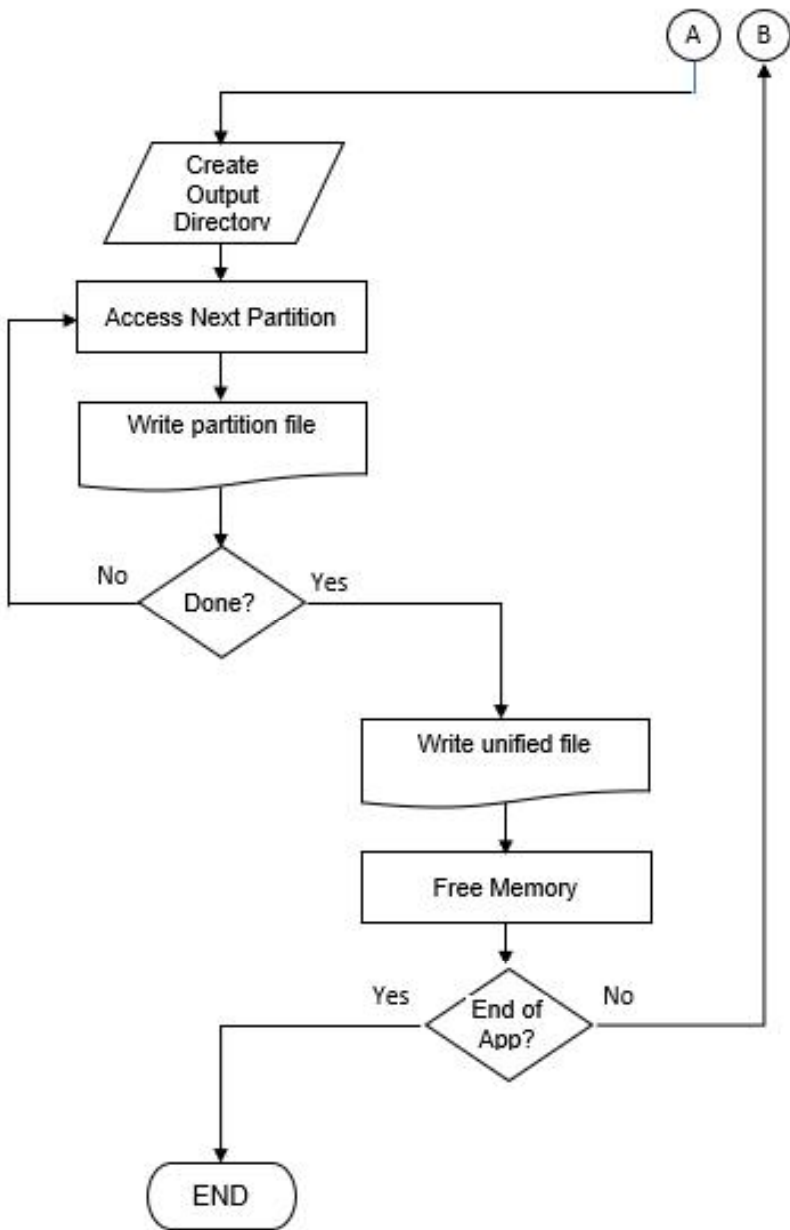 A
B
Create
Output
Directory
Access Next Partition
Write partition file
No
Yes
Done?
Write unified file
Free Memory
Yes
No
End of
App?
END